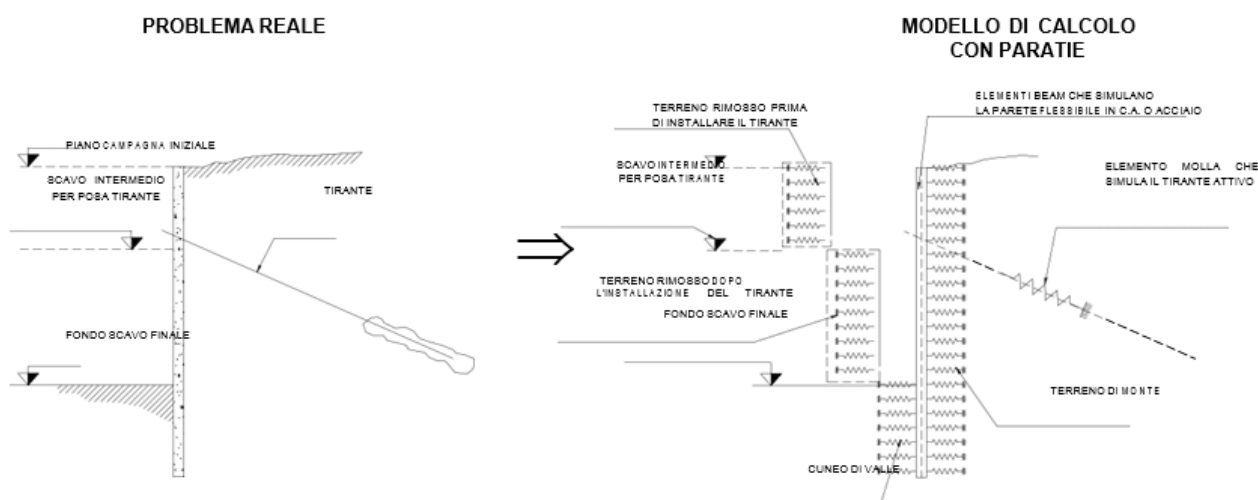 PROBLEMA REALE
PIANO CAMPAGNA INIZIALE
SCAVO INTERMEDIO
PER POSA TIRANTE
TIRANTE
FONDO SCAVO FINALE
MODELLO DI CALCOLO
CON PARATIE
ELEMENTI BEAM CHE SIMULANO
LA PARETE FLESSIBILE IN C.A. O ACCIAIO
TERRENO RIMOSSO PRIMA
DI INSTALLARE IL TIRANTE
SCAVO INTERMEDIO
PER POSA TIRANTE
ELEMENTO MOLLA CHE
SIMULA IL TIRANTE ATTIVO
TERRENO RIMOSSO DOPO
L'INSTALLAZIONE DEL TIRANTE
FONDO SCAVO FINALE
TERRENO DI MONTE
CUNEO DI VALLE